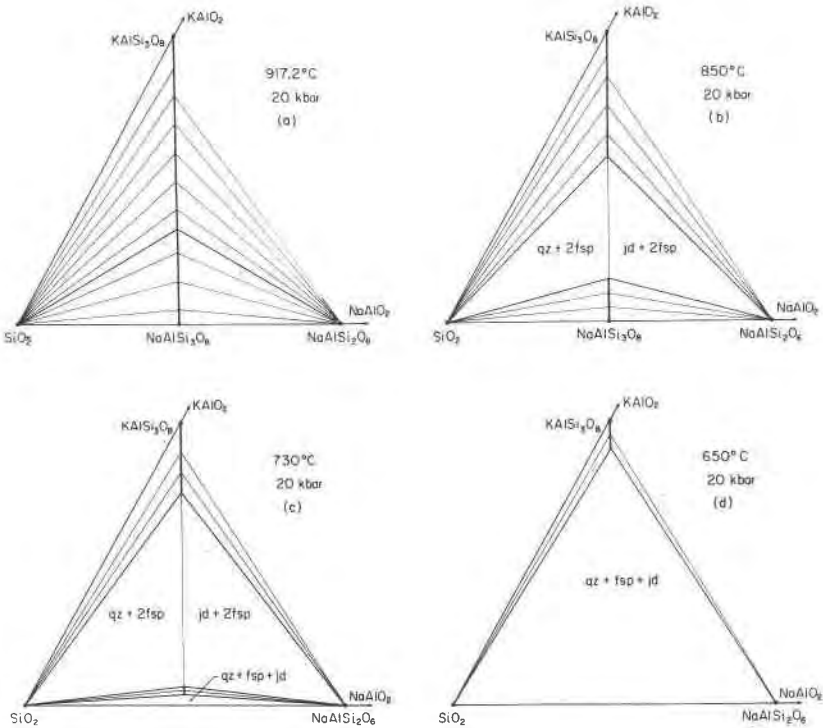 KAlO₂
KAlSi₃O₈
917.2°C
20 kbar
(a)
NaAlO₂
SiO₂
NaAlSi₃O₈
NaAlSi₂O₈
KAlO₂
KAlSi₃O₈
850°C
20 kbar
(b)
qz + 2fsp
jd + 2fsp
NaAlO₂
SiO₂
NaAlSi₃O₈
NaAlSi₂O₆
KAlO₂
KAlSi₃O₈
730°C
20 kbar
(c)
qz + 2fsp
jd + 2fsp
qz + fsp + jd
NaAlO₂
SiO₂
NaAlSi₂O₆
KAlO₂
KAlSi₃O₈
650°C
20 kbar
(d)
qz + fsp + jd
NaAlO₂
SiO₂
NaAlSi₂O₆